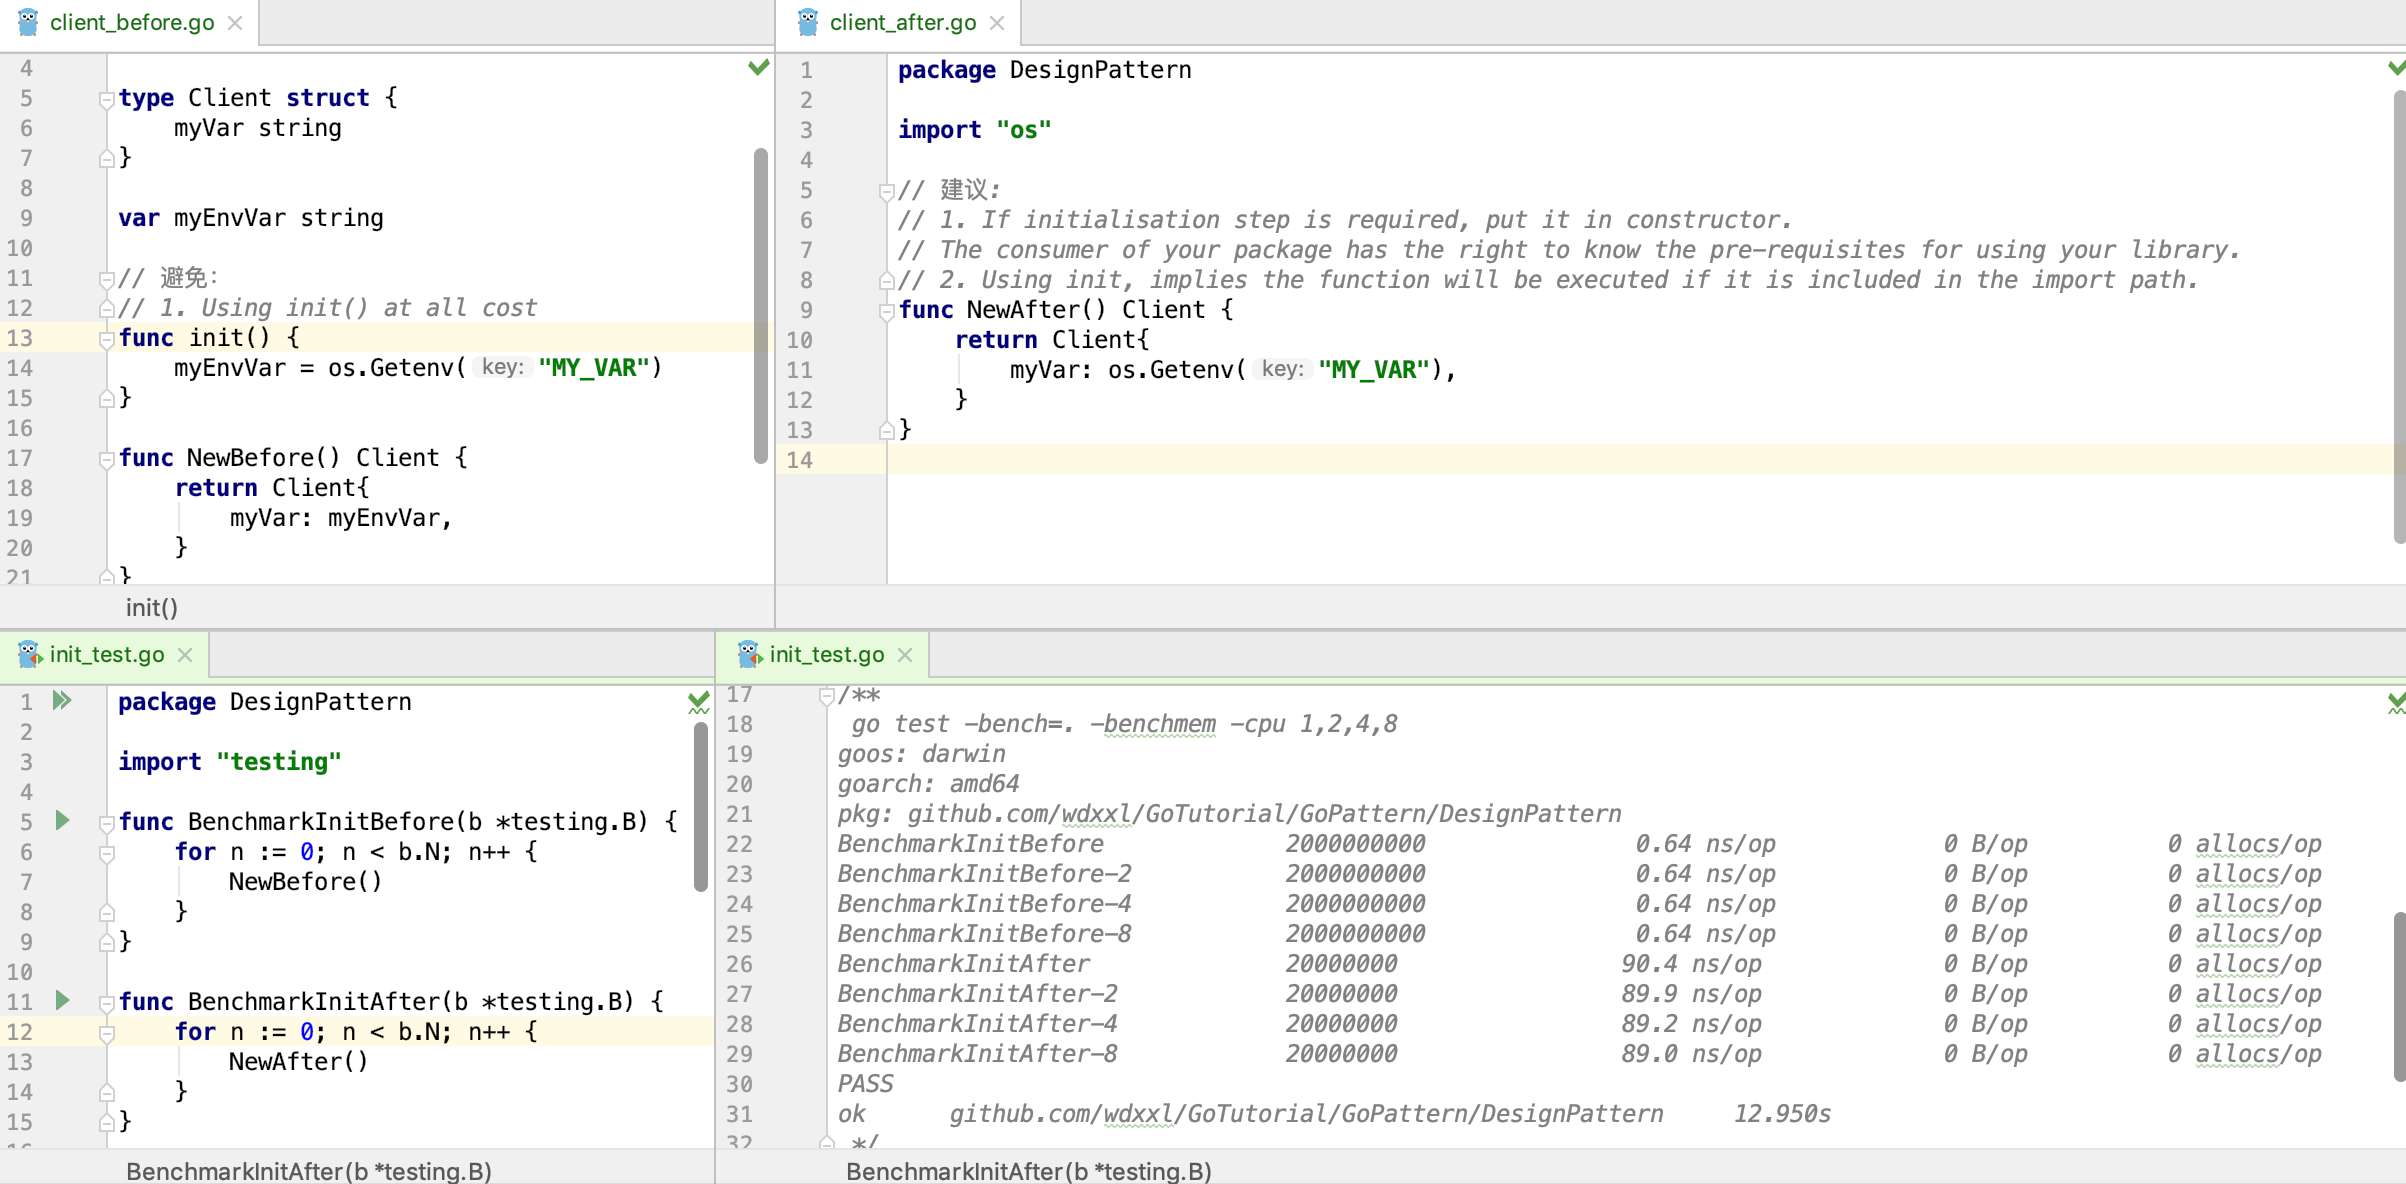 client_before.go
4
5 type Client struct {
6 myVar string
7 }
8
9 var myEnvVar string
10
11 // 避免:
12 // 1. Using init() at all cost
13 func init() {
14 myEnvVar = os.Getenv( key: "MY_VAR")
15 }
16
17 func NewBefore() Client {
18 return Client{
19 myVar: myEnvVar,
20 }
21 }
init()
client_after.go
1 package DesignPattern
2
3 import "os"
4
5 // 建议:
6 // 1. If initialisation step is required, put it in constructor.
7 // The consumer of your package has the right to know the pre-requisites for using your library.
8 // 2. Using init, implies the function will be executed if it is included in the import path.
9 func NewAfter() Client {
10 return Client{
11 myVar: os.Getenv( key: "MY_VAR"),
12 }
13 }
14
init_test.go
1 package DesignPattern
2
3 import "testing"
4
5 func BenchmarkInitBefore(b *testing.B) {
6 for n := 0; n < b.N; n++ {
7 NewBefore()
8 }
9 }
10
11 func BenchmarkInitAfter(b *testing.B) {
12 for n := 0; n < b.N; n++ {
13 NewAfter()
14 }
15 }
BenchmarkInitAfter(b *testing.B)
init_test.go
17 /**
18 go test -bench=. -benchmem -cpu 1,2,4,8
19 goos: darwin
20 goarch: amd64
21 pkg: github.com/wdxxl/GoTutorial/GoPattern/DesignPattern
22 BenchmarkInitBefore 2000000000 0.64 ns/op 0 B/op 0 allocs/op
23 BenchmarkInitBefore-2 2000000000 0.64 ns/op 0 B/op 0 allocs/op
24 BenchmarkInitBefore-4 2000000000 0.64 ns/op 0 B/op 0 allocs/op
25 BenchmarkInitBefore-8 2000000000 0.64 ns/op 0 B/op 0 allocs/op
26 BenchmarkInitAfter 20000000 90.4 ns/op 0 B/op 0 allocs/op
27 BenchmarkInitAfter-2 20000000 89.9 ns/op 0 B/op 0 allocs/op
28 BenchmarkInitAfter-4 20000000 89.2 ns/op 0 B/op 0 allocs/op
29 BenchmarkInitAfter-8 20000000 89.0 ns/op 0 B/op 0 allocs/op
30 PASS
31 ok github.com/wdxxl/GoTutorial/GoPattern/DesignPattern 12.950s
32 */
BenchmarkInitAfter(b *testing.B)